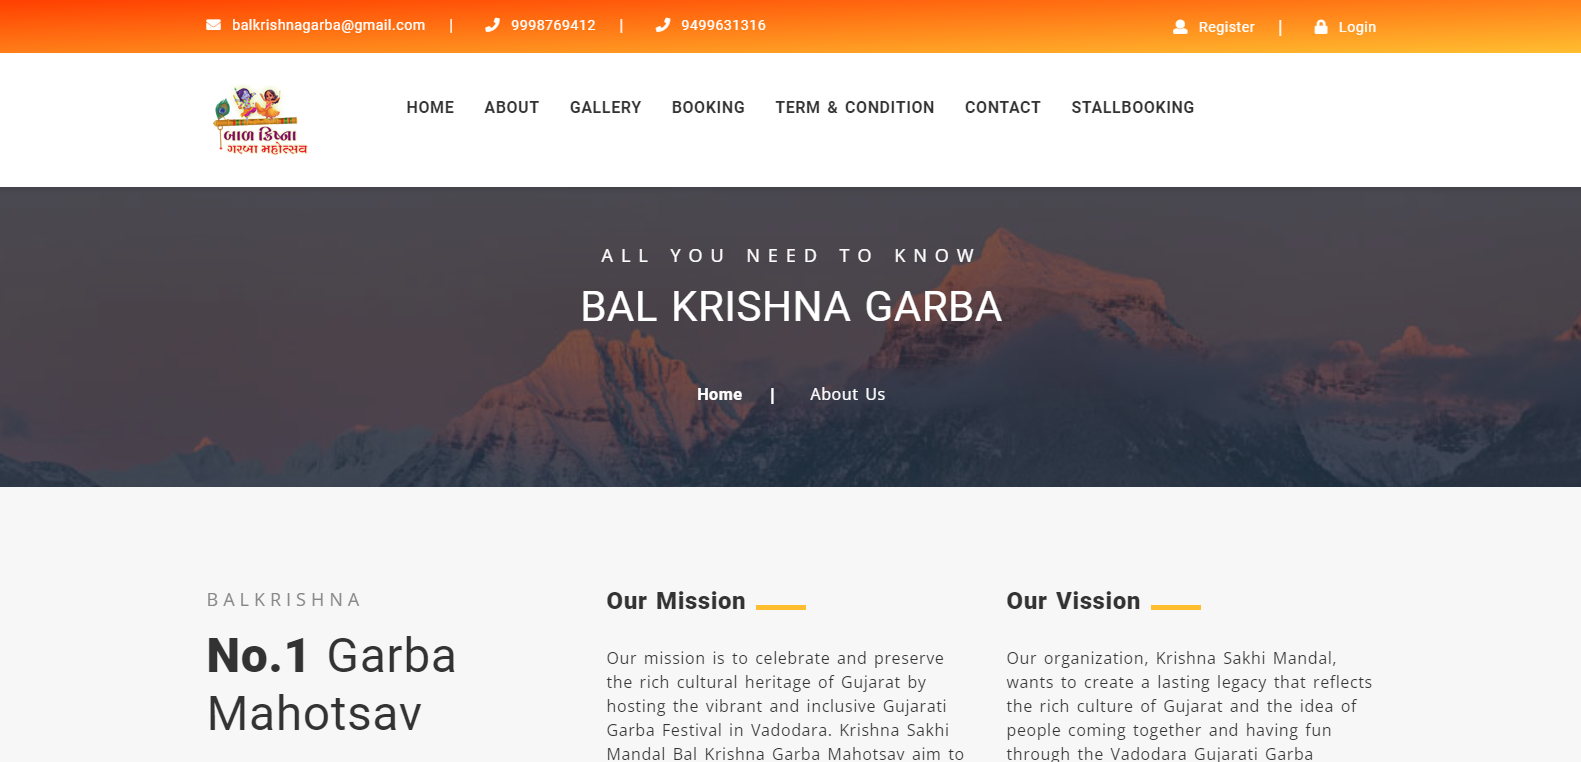 balkrishnagarba@gmail.com | 9998769412 | 9499631316
Register | Login
બાળ ક્રિષ્ના
ગરબા મહોત્સવ
HOME ABOUT GALLERY BOOKING TERM & CONDITION CONTACT STALLBOOKING
ALL YOU NEED TO KNOW
BAL KRISHNA GARBA
Home | About Us
BALKRISHNA
No.1 Garba
Mahotsav
Our Mission
Our mission is to celebrate and preserve
the rich cultural heritage of Gujarat by
hosting the vibrant and inclusive Gujarati
Garba Festival in Vadodara. Krishna Sakhi
Mandal Bal Krishna Garba Mahotsav aim to
Our Vission
Our organization, Krishna Sakhi Mandal,
wants to create a lasting legacy that reflects
the rich culture of Gujarat and the idea of
people coming together and having fun
through the Vadodara Gujarati Garba